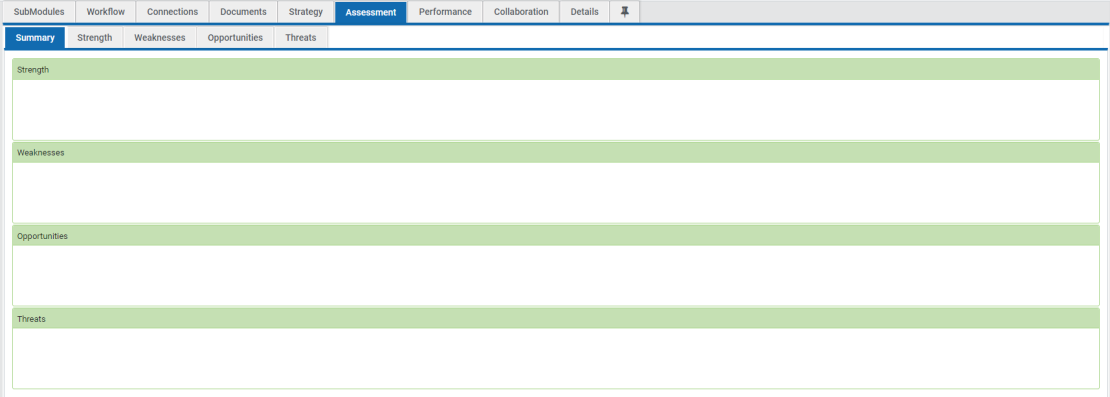 SubModules Workflow Connections Documents Strategy Assessment Performance Collaboration Details
Summary Strength Weaknesses Opportunities Threats
Strength
Weaknesses
Opportunities
Threats